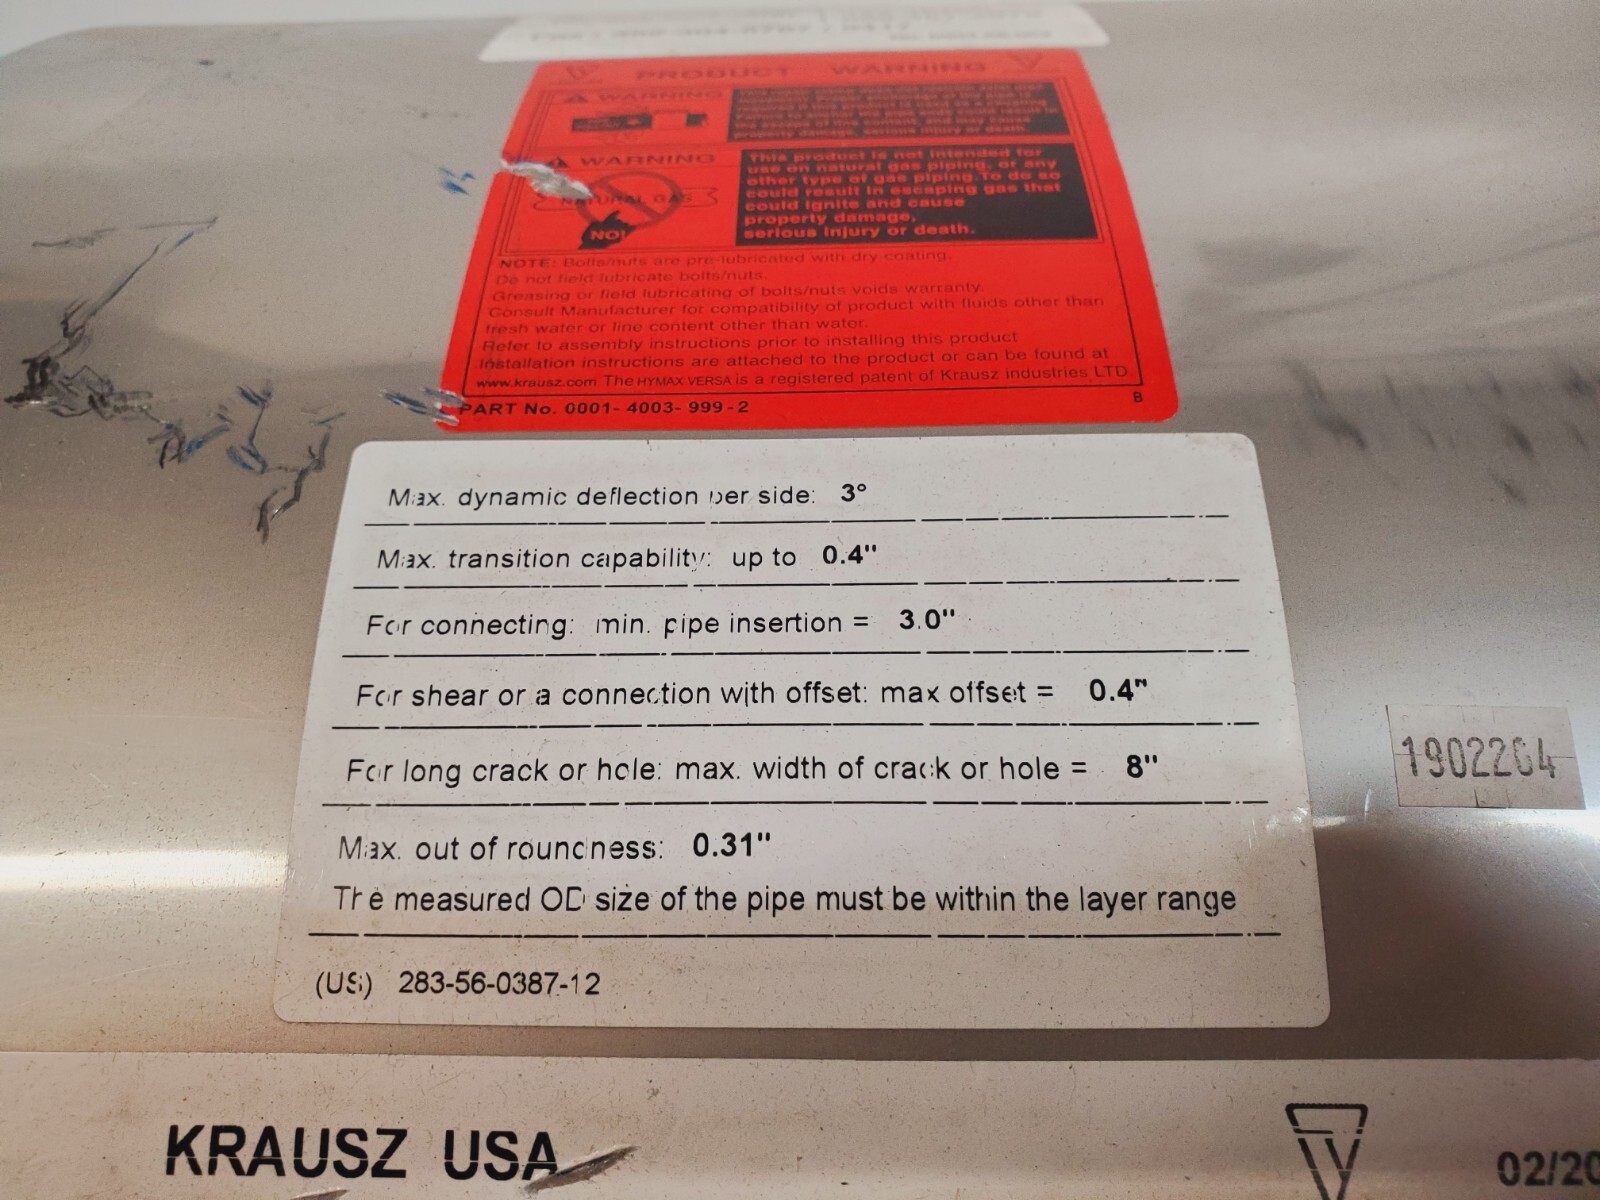 PRODUCT WARNING
WARNING
property damage, serious injury or death.
WARNING
NATURAL GAS
NO!
This product is not intended for
use on natural gas piping, or any
other type of gas piping.To do so
could result in escaping gas that
could ignite and cause
property damage,
serious injury or death.
NOTE: Bolts/nuts are pre-lubricated with dry coating.
Do not field lubricate bolts/nuts.
Greasing or field lubricating of bolts/nuts voids warranty.
Consult Manufacturer for compatibility of product with fluids other than
fresh water or line content other than water.
Refer to assembly instructions prior to installing this product
Installation instructions are attached to the product or can be found at
www.krausz.com The HYMAX VERSA is a registered patent of Krausz industries LTD
PART No. 0001- 4003- 999 -2
B
Max. dynamic deflection per side: 3°
Max. transition capability: up to 0.4"
For connecting: min. pipe insertion = 3.0"
For shear or a connection with offset: max offset = 0.4"
For long crack or hole: max. width of crack or hole = 8"
Max. out of roundness: 0.31"
The measured OD size of the pipe must be within the layer range
(US) 283-56-0387-12
1902204
KRAUSZ USA
02/20